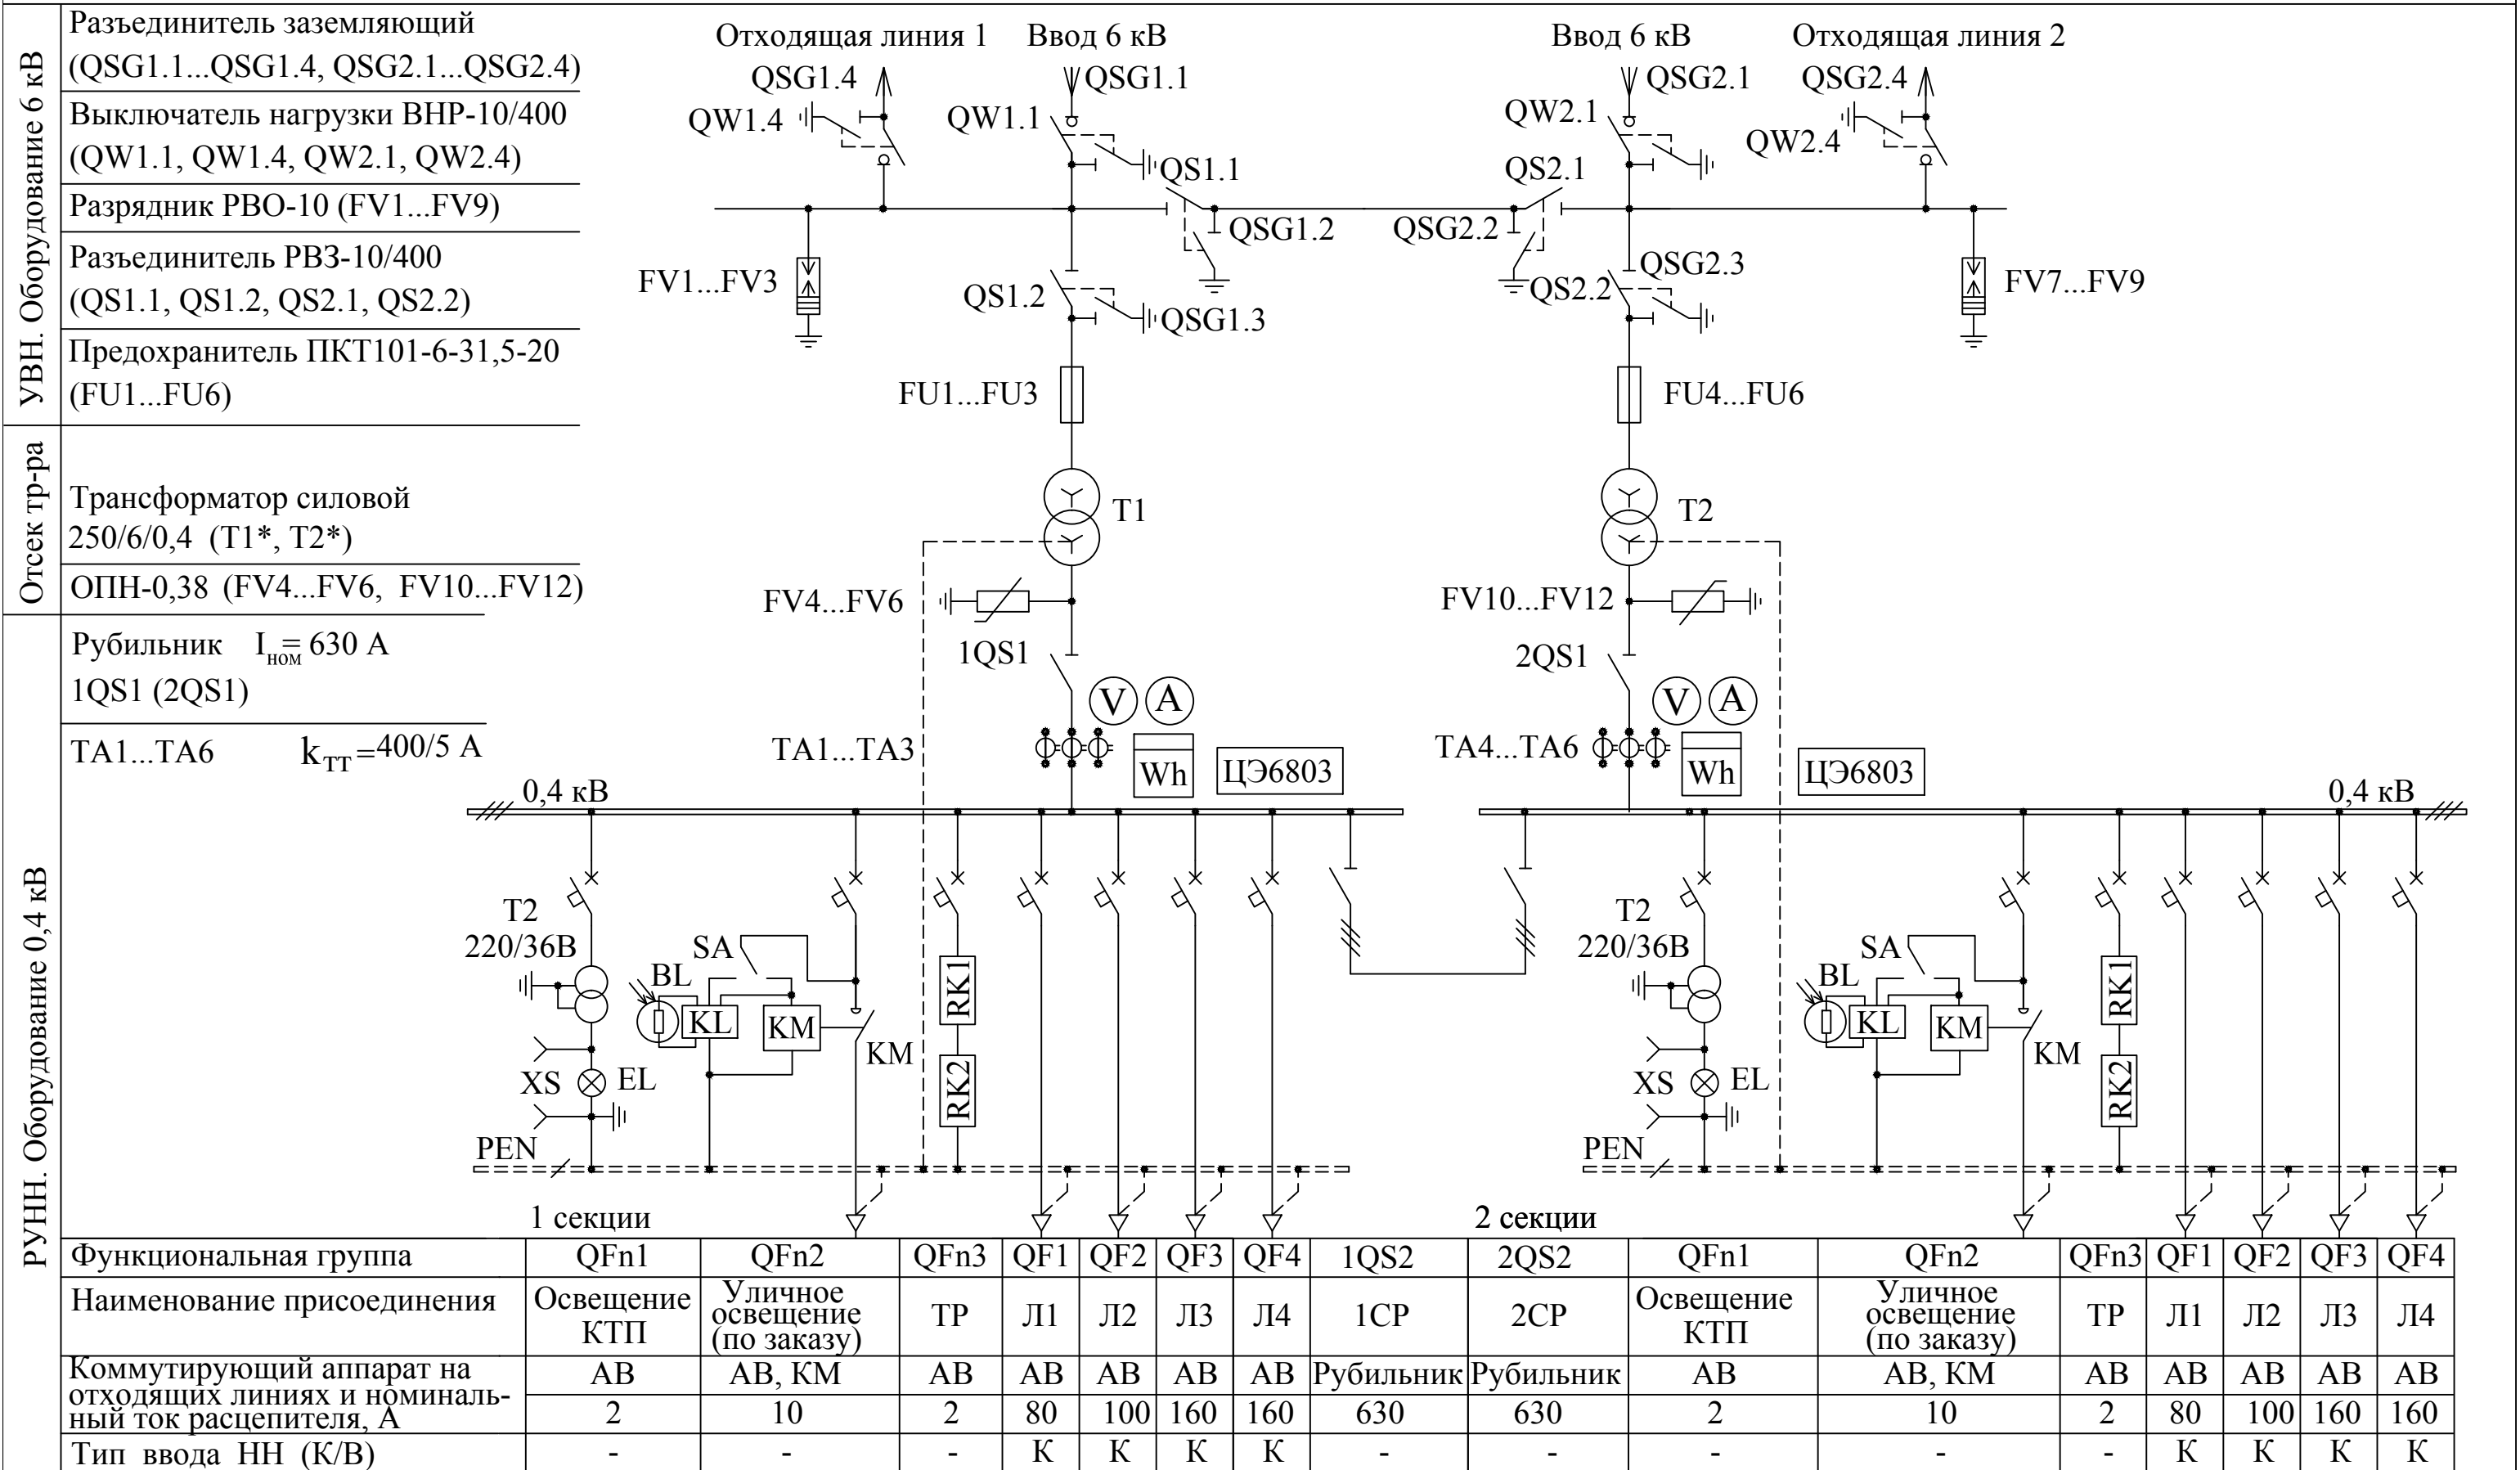 УВН. Оборудование 6 кВ
Разъединитель заземляющий
(QSG1.1...QSG1.4, QSG2.1...QSG2.4)
Выключатель нагрузки ВНР-10/400
(QW1.1, QW1.4, QW2.1, QW2.4)
Разрядник РВО-10 (FV1...FV9)
Разъединитель РВЗ-10/400
(QS1.1, QS1.2, QS2.1, QS2.2)
Предохранитель ПКТ101-6-31,5-20
(FU1...FU6)
Отсек тр-ра
Трансформатор силовой
250/6/0,4 (Т1*, Т2*)
ОПН-0,38 (FV4...FV6, FV10...FV12)
РУНН. Оборудование 0,4 кВ
Рубильник Iном= 630 А
1QS1 (2QS1)
ТА1...ТА6 kТТ=400/5 А
Отходящая линия 1 Ввод 6 кВ Ввод 6 кВ Отходящая линия 2
QSG1.4 QSG1.1 QSG2.1 QSG2.4
QW1.4 QW1.1 QW2.1 QW2.4
QS1.1 QS2.1
QSG1.2 QSG2.2
FV1...FV3 QS1.2 QSG2.3 QS2.2 FV7...FV9
QSG1.3
FU1...FU3 FU4...FU6
Т1 Т2
FV4...FV6 FV10...FV12
1QS1 2QS1
V A V A
ТА1...ТА3 Wh ЦЭ6803 ТА4...ТА6 Wh ЦЭ6803
0,4 кВ 0,4 кВ
Т2 Т2
220/36В SA 220/36В SA
BL KL KM KM RK1 BL KL KM KM RK1
XS EL RK2 XS EL RK2
PEN PEN
1 секции 2 секции
Функциональная группа QFn1 QFn2 QFn3 QF1 QF2 QF3 QF4 1QS2 2QS2 QFn1 QFn2 QFn3 QF1 QF2 QF3 QF4
Наименование присоединения Освещение КТП Уличное освещение (по заказу) ТР Л1 Л2 Л3 Л4 1СР 2СР Освещение КТП Уличное освещение (по заказу) ТР Л1 Л2 Л3 Л4
Коммутирующий аппарат на АВ АВ, КМ АВ АВ АВ АВ АВ Рубильник Рубильник АВ АВ, КМ АВ АВ АВ АВ АВ
отходящих линиях и номиналь-
ный ток расцепителя, А 2 10 2 80 100 160 160 630 630 2 10 2 80 100 160 160
Тип ввода НН (К/В) - - - К К К К - - - - - К К К К